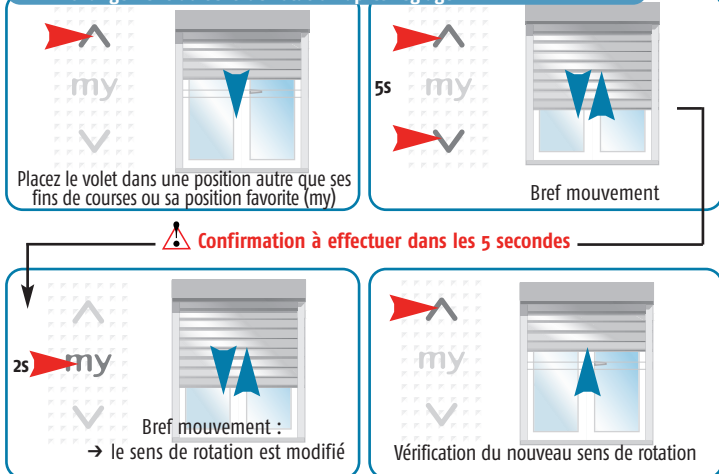 my
Placez le volet dans une position autre que ses
fins de courses ou sa position favorite (my)
5s
my
Bref mouvement
Confirmation à effectuer dans les 5 secondes
2s
my
Bref mouvement :
→ le sens de rotation est modifié
my
Vérification du nouveau sens de rotation